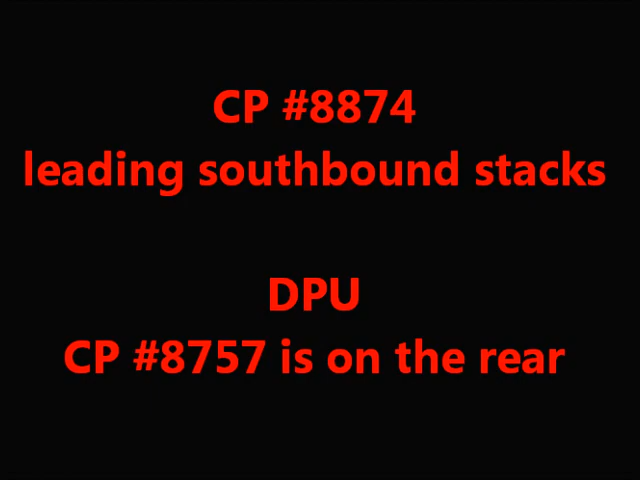 CP #8874
leading southbound stacks
DPU
CP #8757 is on the rear